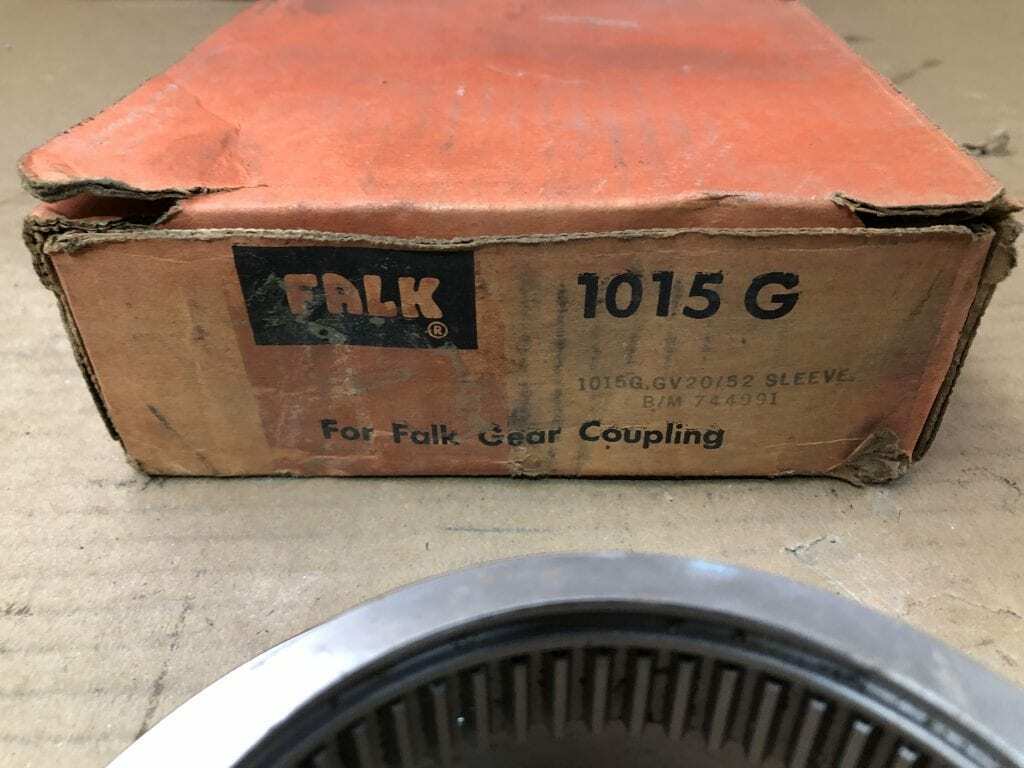 FALK
®
1015 G
1015G.GV20/52 SLEEVE.
B/M 744991
For Falk Gear Coupling